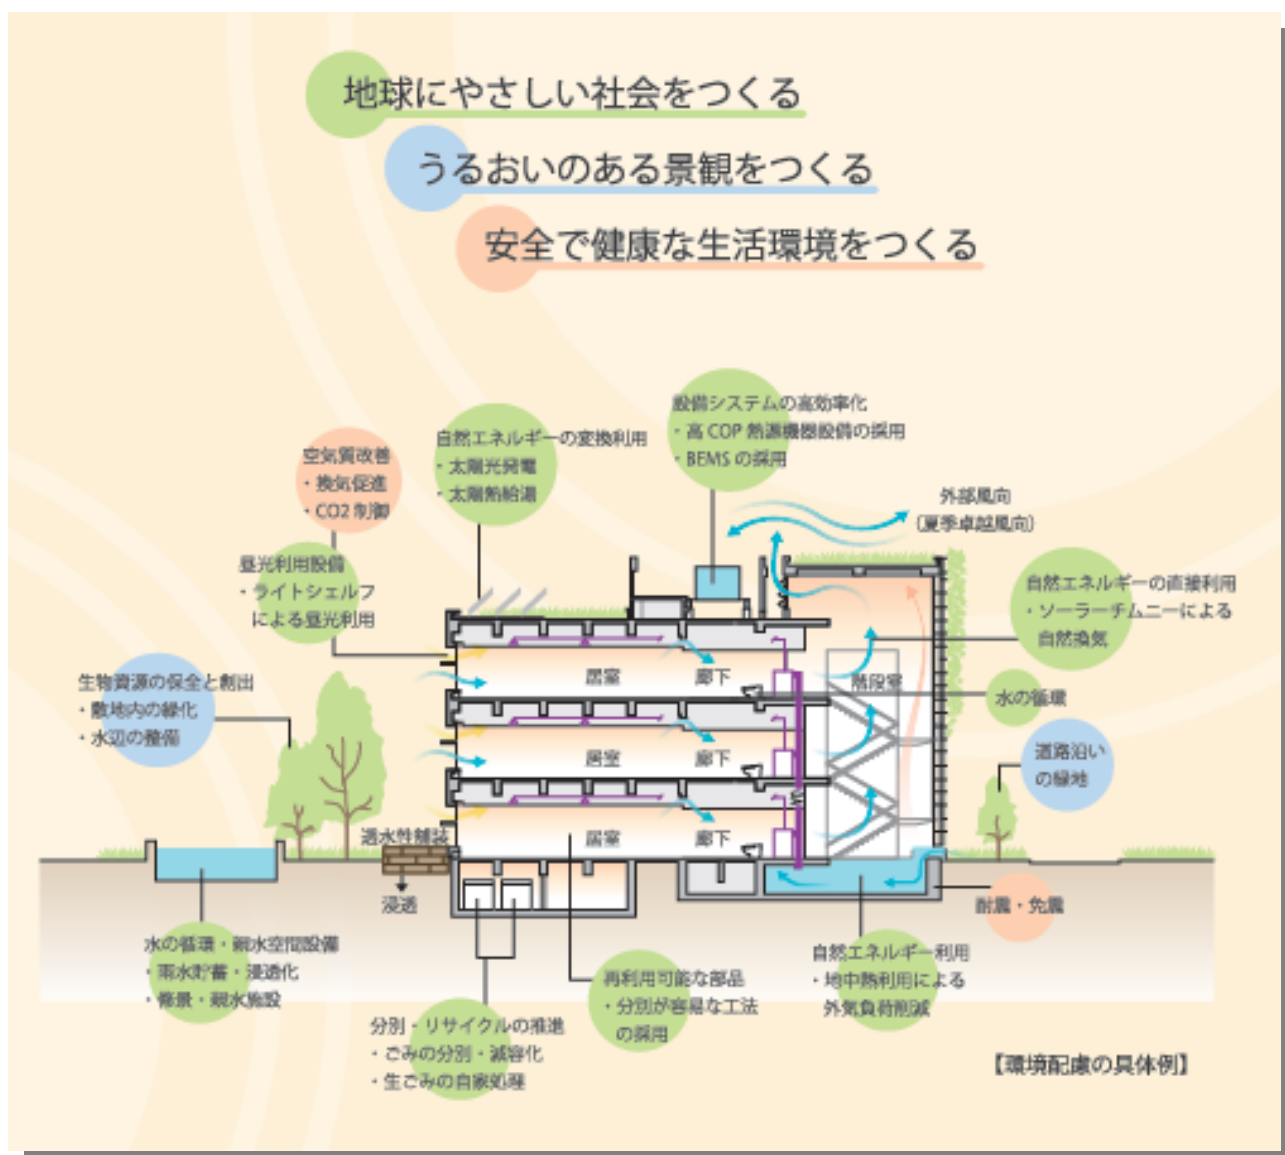 地球にやさしい社会をつくる
うるおいのある景観をつくる
安全で健康な生活環境をつくる
設備システムの高効率化
・高 COP 熱源機器設備の採用
・BEMS の採用
自然エネルギーの変換利用
・太陽光発電
・太陽熱給湯
空気質改善
・換気促進
・CO2 制御
外部風向
(夏季卓越風向)
昼光利用設備
・ライトシェルフ
による昼光利用
自然エネルギーの直接利用
・ソーラーチムニーによる
自然換気
生物資源の保全と創出
・敷地内の緑化
・水辺の整備
居室
廊下
階段室
水の循環
居室
廊下
道路沿い
の緑地
透水性舗装
居室
廊下
浸透
耐震・免震
水の循環・親水空間設備
・雨水貯蓄・浸透化
・修景・親水施設
再利用可能な部品
・分別が容易な工法
の採用
自然エネルギー利用
・地中熱利用による
外気負荷削減
分別・リサイクルの推進
・ごみの分別・減容化
・生ごみの自家処理
【環境配慮の具体例】